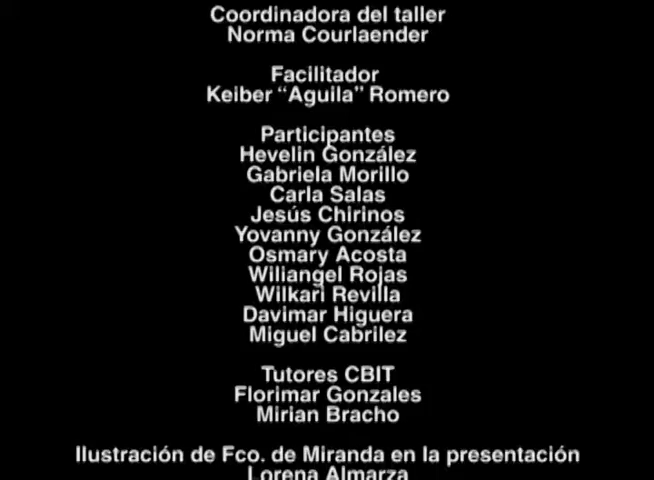 Coordinadora del taller
Norma Courlaender
Facilitador
Keiber “Aguila” Romero
Participantes
Hevelin González
Gabriela Morillo
Carla Salas
Jesús Chirinos
Yovanny González
Osmary Acosta
Wiliangel Rojas
Wilkari Revilla
Davimar Higuera
Miguel Cabrilez
Tutores CBIT
Florimar Gonzales
Mirian Bracho
Ilustración de Fco. de Miranda en la presentación
Lorena Almarza